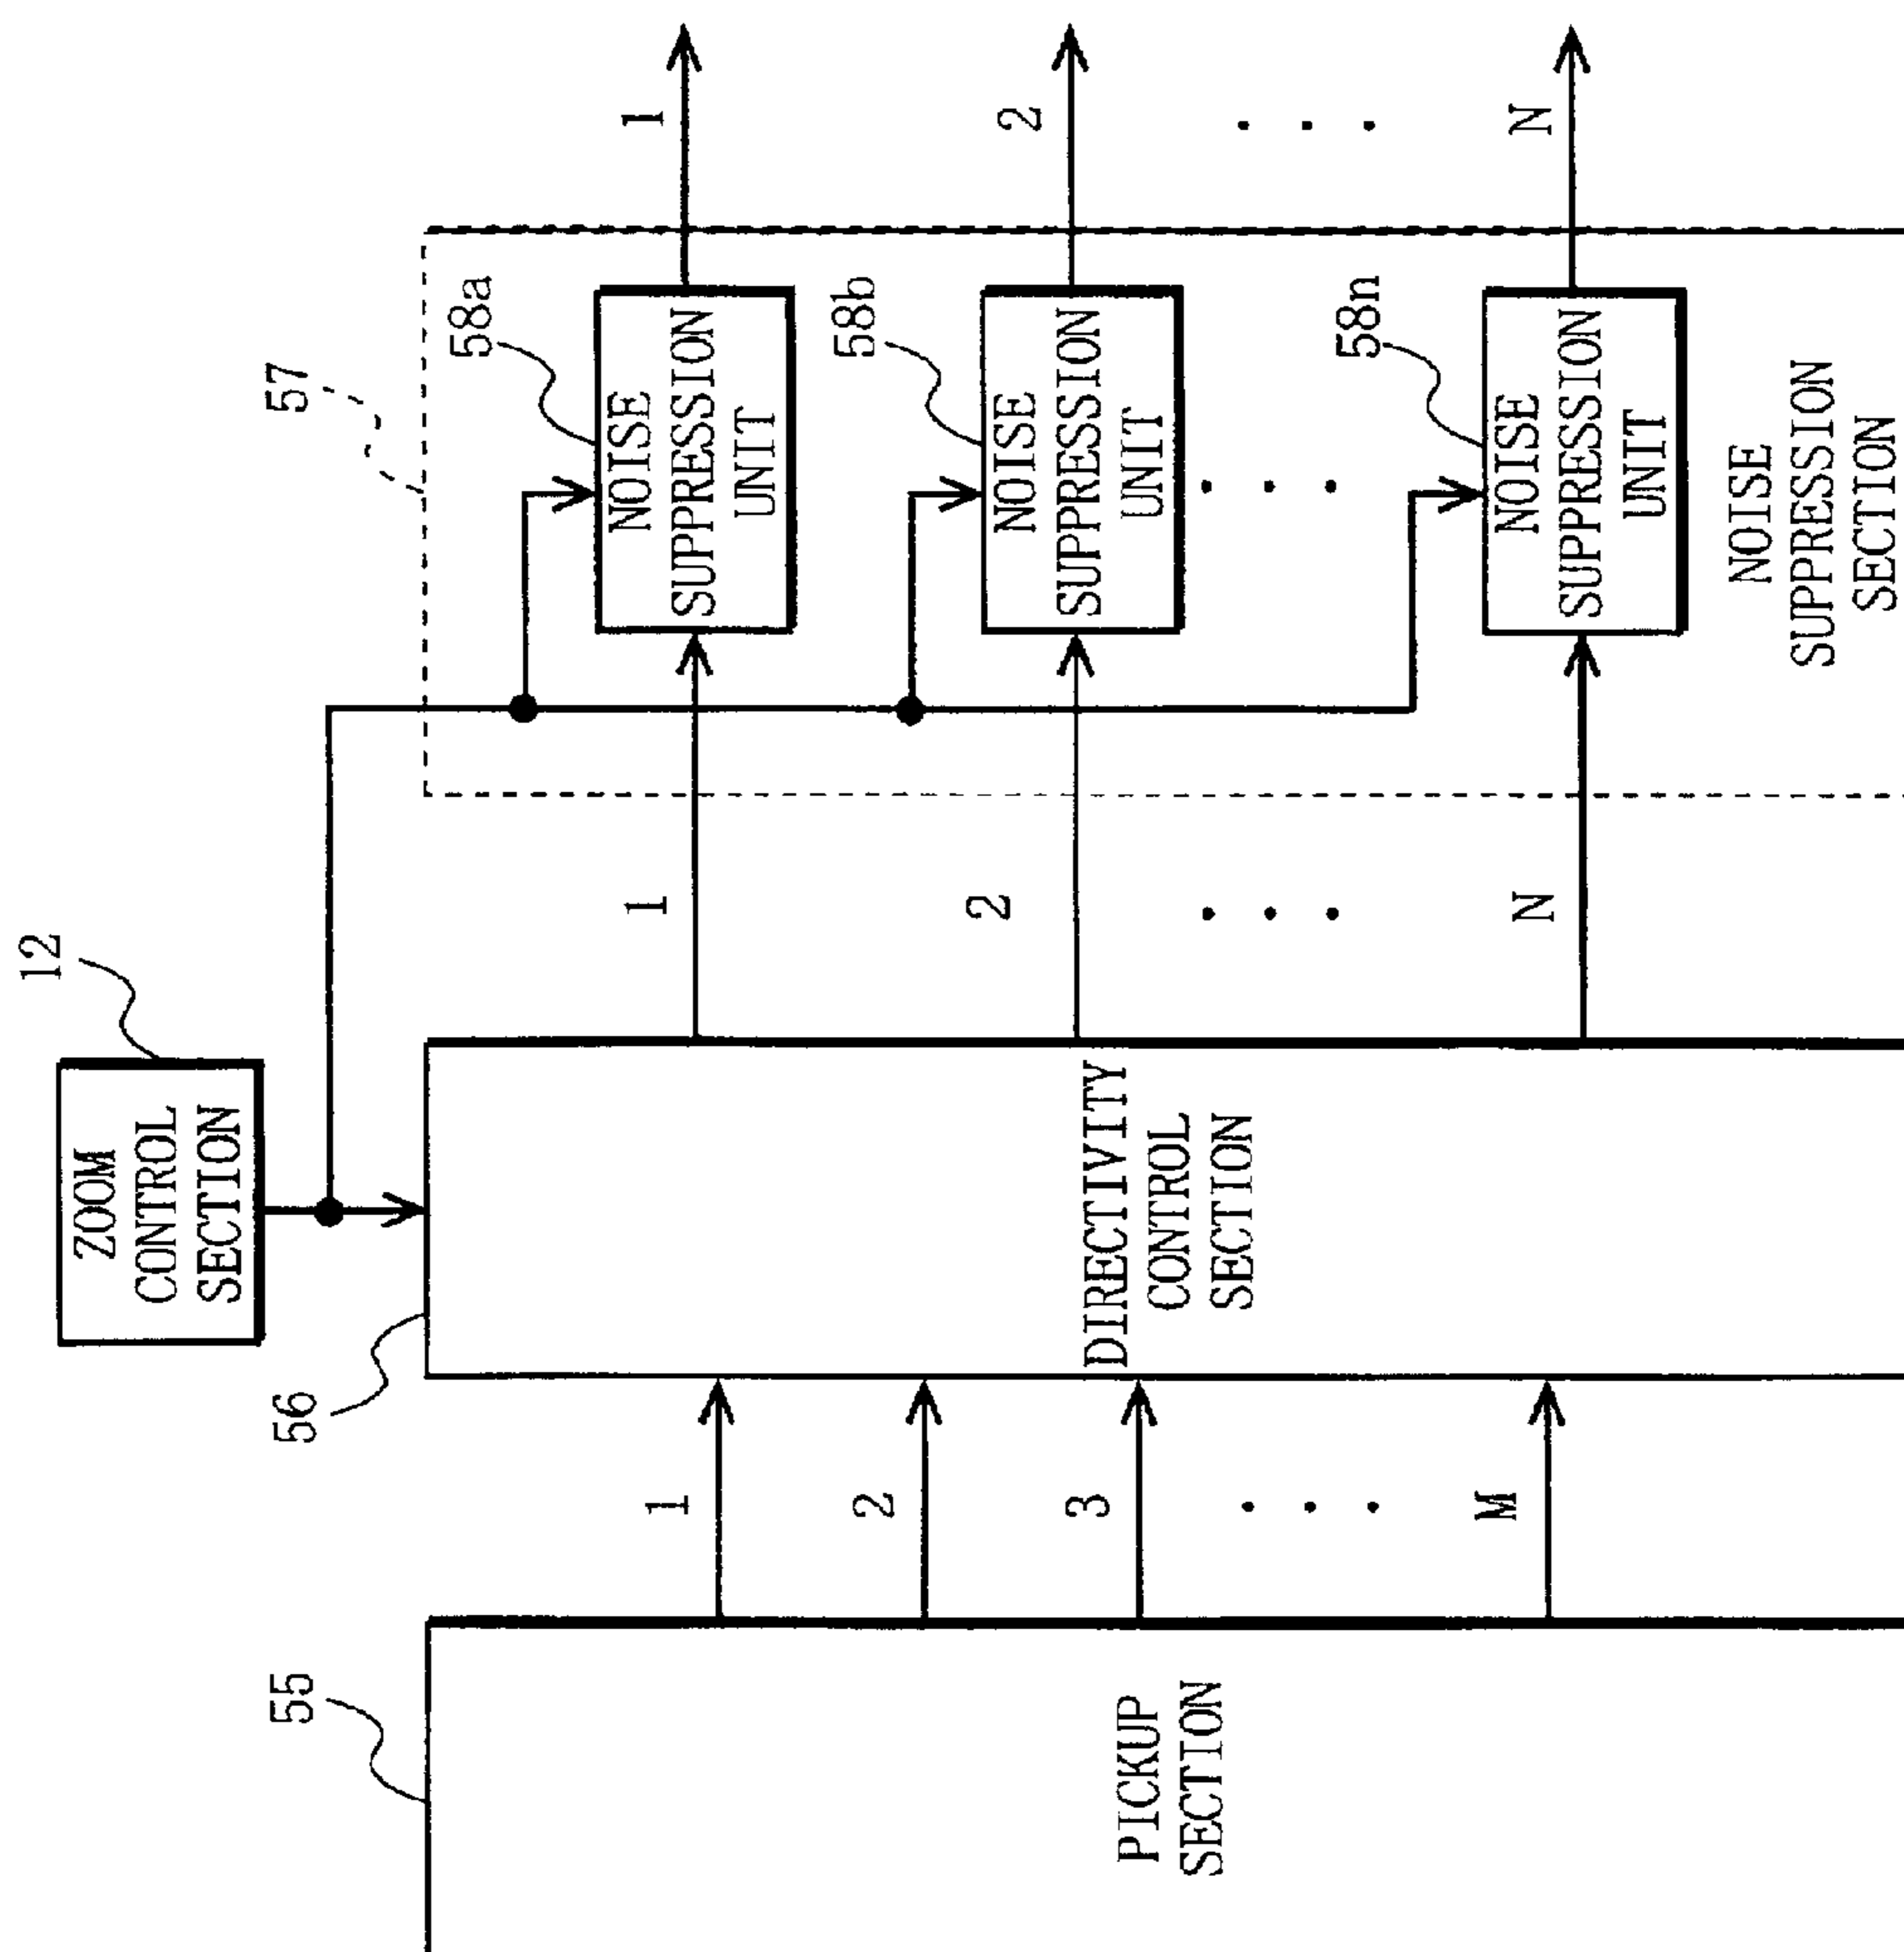 12
ZOOM
CONTROL
SECTION
55
PICKUP
SECTION
1
2
3
. . .
M
56
DIRECTIVITY
CONTROL
SECTION
1
2
. . .
N
57
58a
NOISE
SUPPRESSION
UNIT
58b
NOISE
SUPPRESSION
UNIT
. . .
58n
NOISE
SUPPRESSION
UNIT
NOISE
SUPPRESSION
SECTION
1
2
. . .
N